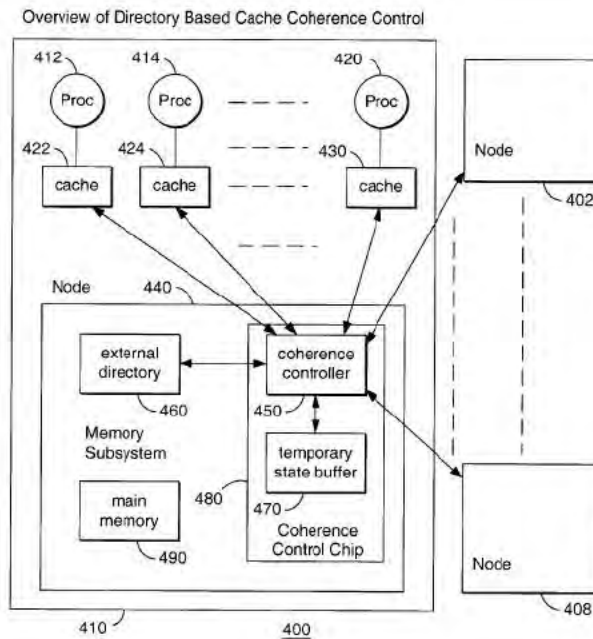 Overview of Directory Based Cache Coherence Control
412
414
420
Proc
Proc
Proc
422
424
430
cache
cache
cache
Node
402
Node
440
external
directory
460
coherence
controller
450
Memory
Subsystem
temporary
state buffer
470
480
main
memory
490
Coherence
Control Chip
Node
408
410
400